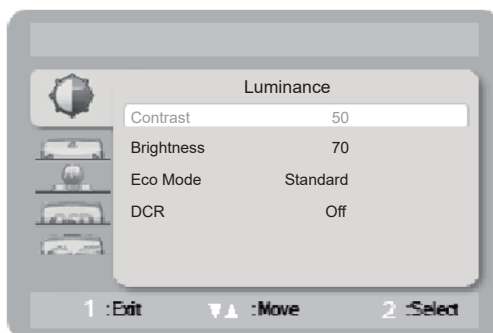 Luminance
Contrast 50
Brightness 70
Eco Mode Standard
DCR Off
1 :Exit ▼▲ :Move 2 :Select